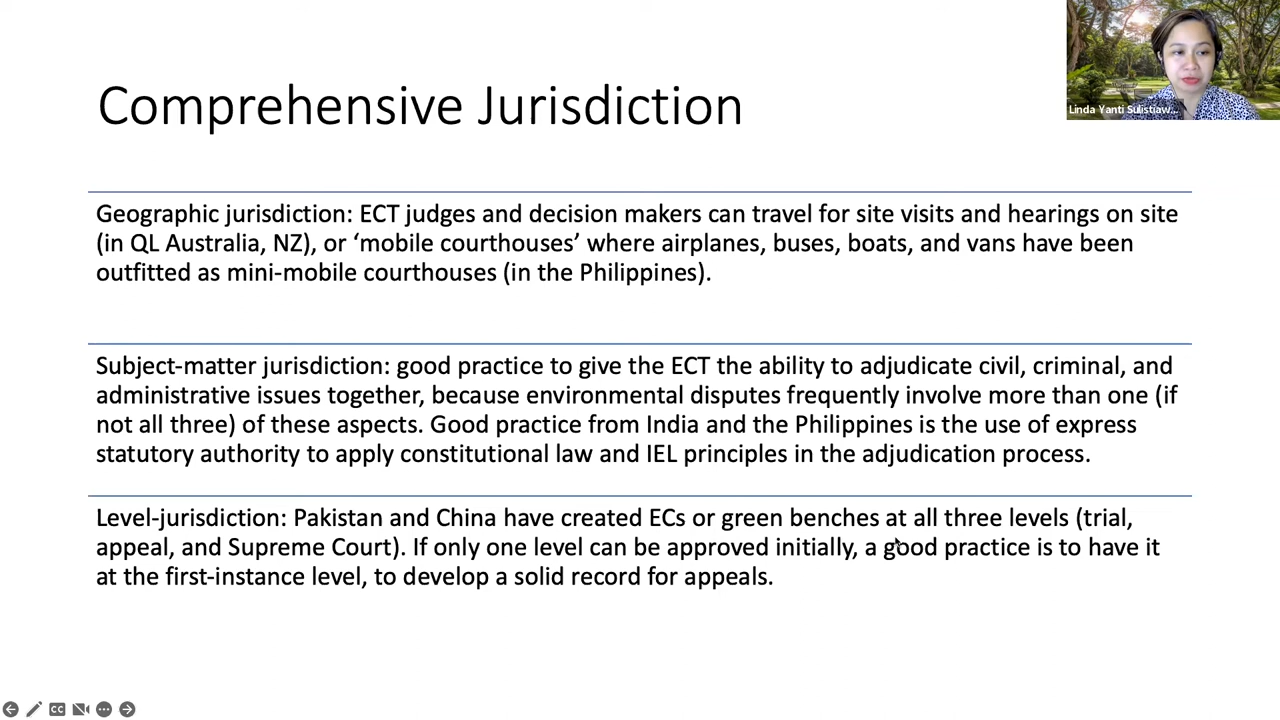 Comprehensive Jurisdiction
Linda Yanti Sulistiaw...
Geographic jurisdiction: ECT judges and decision makers can travel for site visits and hearings on site
(in QL Australia, NZ), or ‘mobile courthouses’ where airplanes, buses, boats, and vans have been
outfitted as mini-mobile courthouses (in the Philippines).
Subject-matter jurisdiction: good practice to give the ECT the ability to adjudicate civil, criminal, and
administrative issues together, because environmental disputes frequently involve more than one (if
not all three) of these aspects. Good practice from India and the Philippines is the use of express
statutory authority to apply constitutional law and IEL principles in the adjudication process.
Level-jurisdiction: Pakistan and China have created ECs or green benches at all three levels (trial,
appeal, and Supreme Court). If only one level can be approved initially, a good practice is to have it
at the first-instance level, to develop a solid record for appeals.
CC